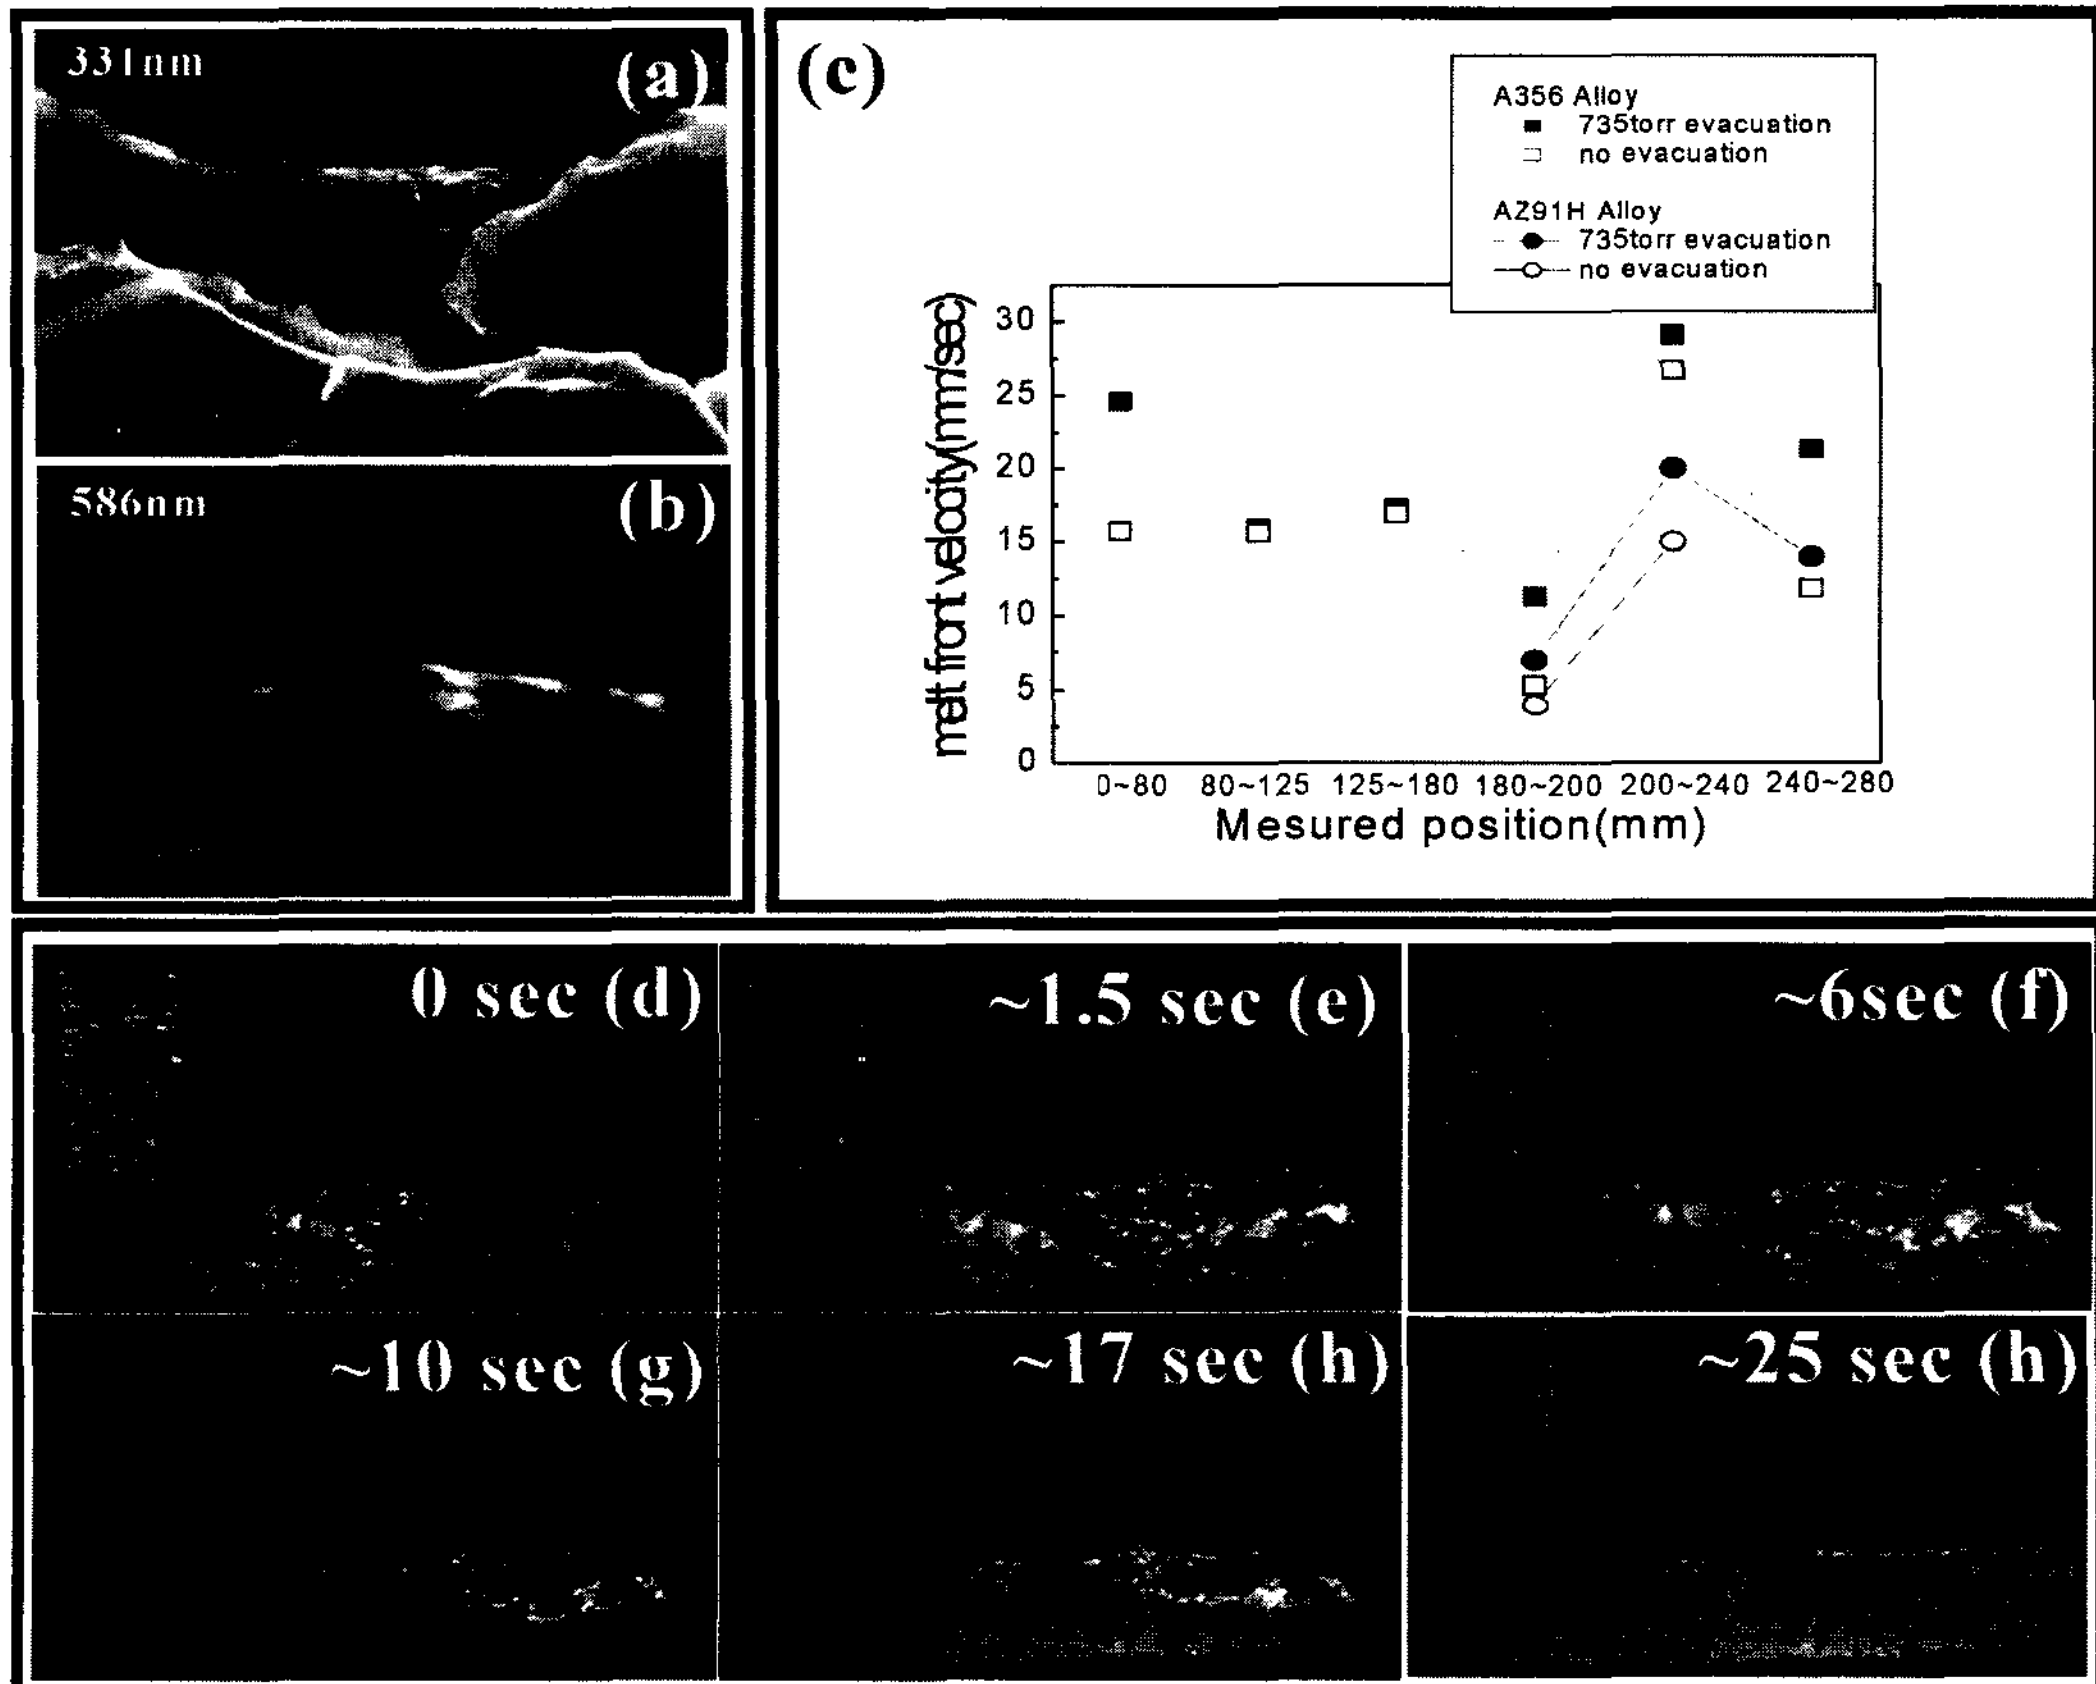 331nm
(a)
586nm
(b)
(c)
A356 Alloy
735torr evacuation
no evacuation
AZ91H Alloy
735torr evacuation
no evacuation
melt front velocity(mm/sec)
30
25
20
15
10
5
0
0~80 80~125 125~180 180~200 200~240 240~280
Mesured position(mm)
0 sec (d)
~1.5 sec (e)
~6sec (f)
~10 sec (g)
~17 sec (h)
~25 sec (h)